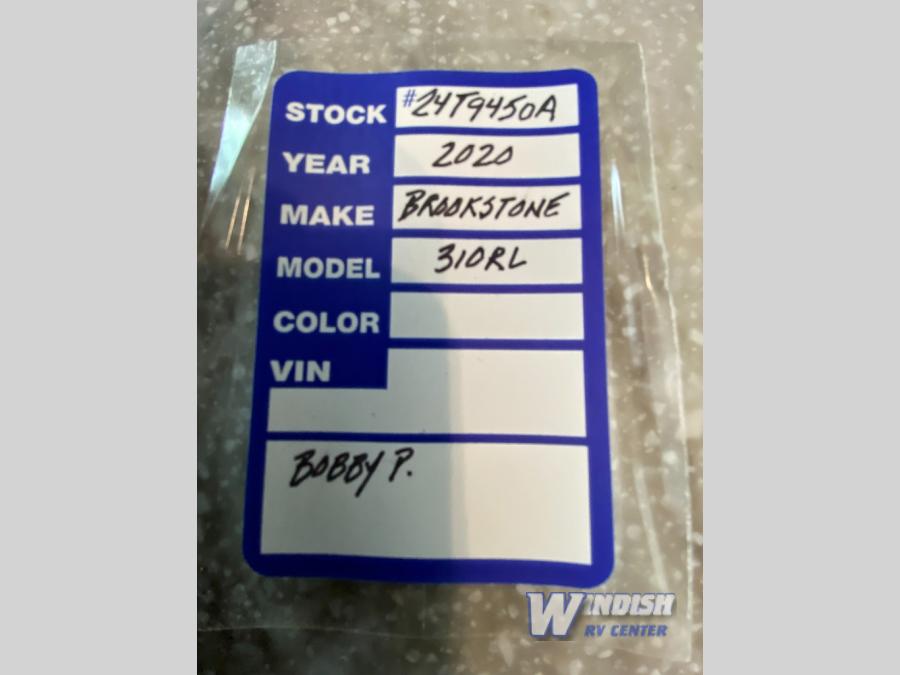 STOCK #24T9450A
YEAR 2020
MAKE BROOKSTONE
MODEL 310RL
COLOR
VIN
BOBBY P.
WINDISH
RV CENTER